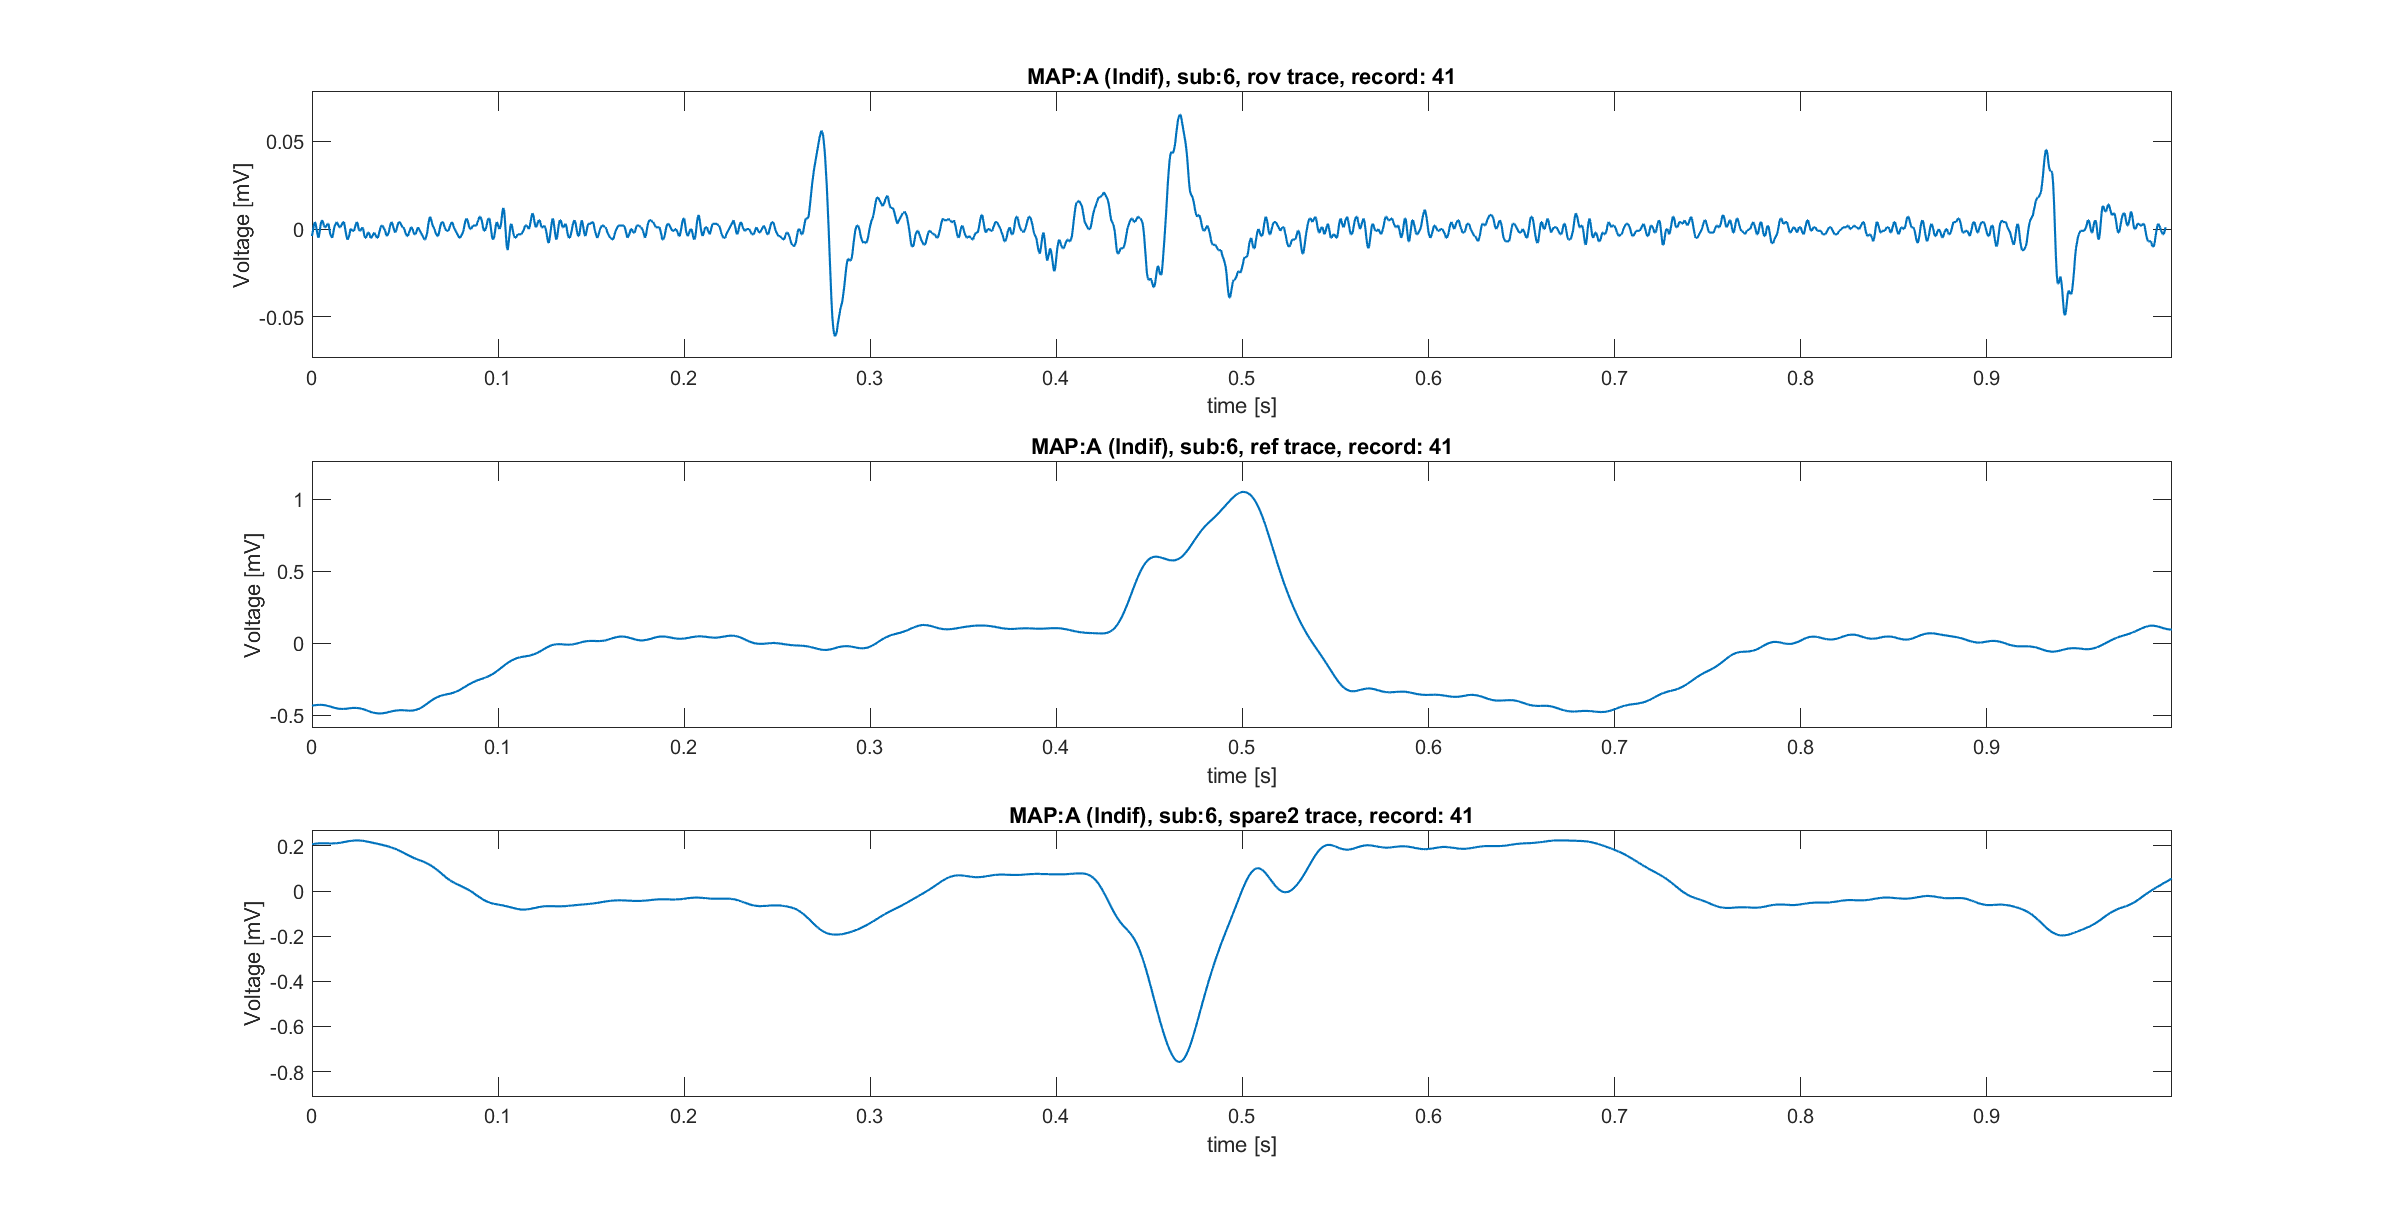 MAP:A (Indif), sub:6, rov trace, record: 41
Voltage [mV]
0.05
0
-0.05
0 0.1 0.2 0.3 0.4 0.5 0.6 0.7 0.8 0.9
time [s]
MAP:A (Indif), sub:6, ref trace, record: 41
Voltage [mV]
1
0.5
0
-0.5
0 0.1 0.2 0.3 0.4 0.5 0.6 0.7 0.8 0.9
time [s]
MAP:A (Indif), sub:6, spare2 trace, record: 41
Voltage [mV]
0.2
0
-0.2
-0.4
-0.6
-0.8
0 0.1 0.2 0.3 0.4 0.5 0.6 0.7 0.8 0.9
time [s]